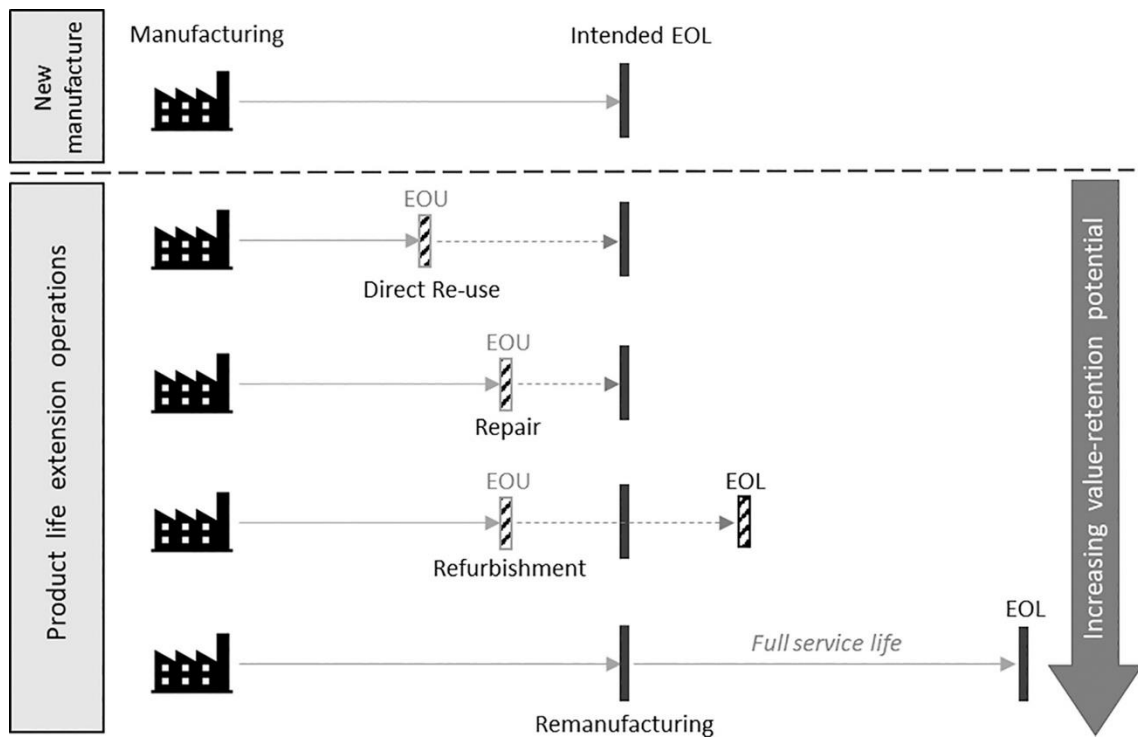 New
manufacture
Manufacturing
Intended EOL
Product life extension operations
EOU
Direct Re-use
EOU
Repair
EOU
EOL
Refurbishment
EOL
Full service life
Remanufacturing
Increasing value-retention potential